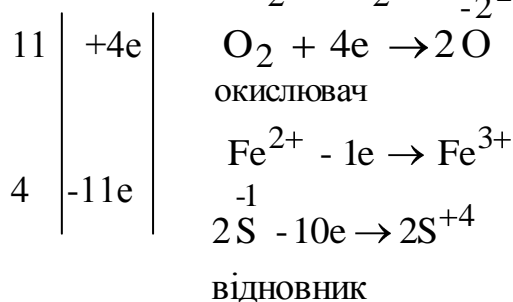 -2
11 | +4e | O₂ + 4e → 2O
окислювач
Fe²⁺ - 1e → Fe³⁺
4 | -11e |
-1
2S - 10e → 2S⁺⁴
відновник